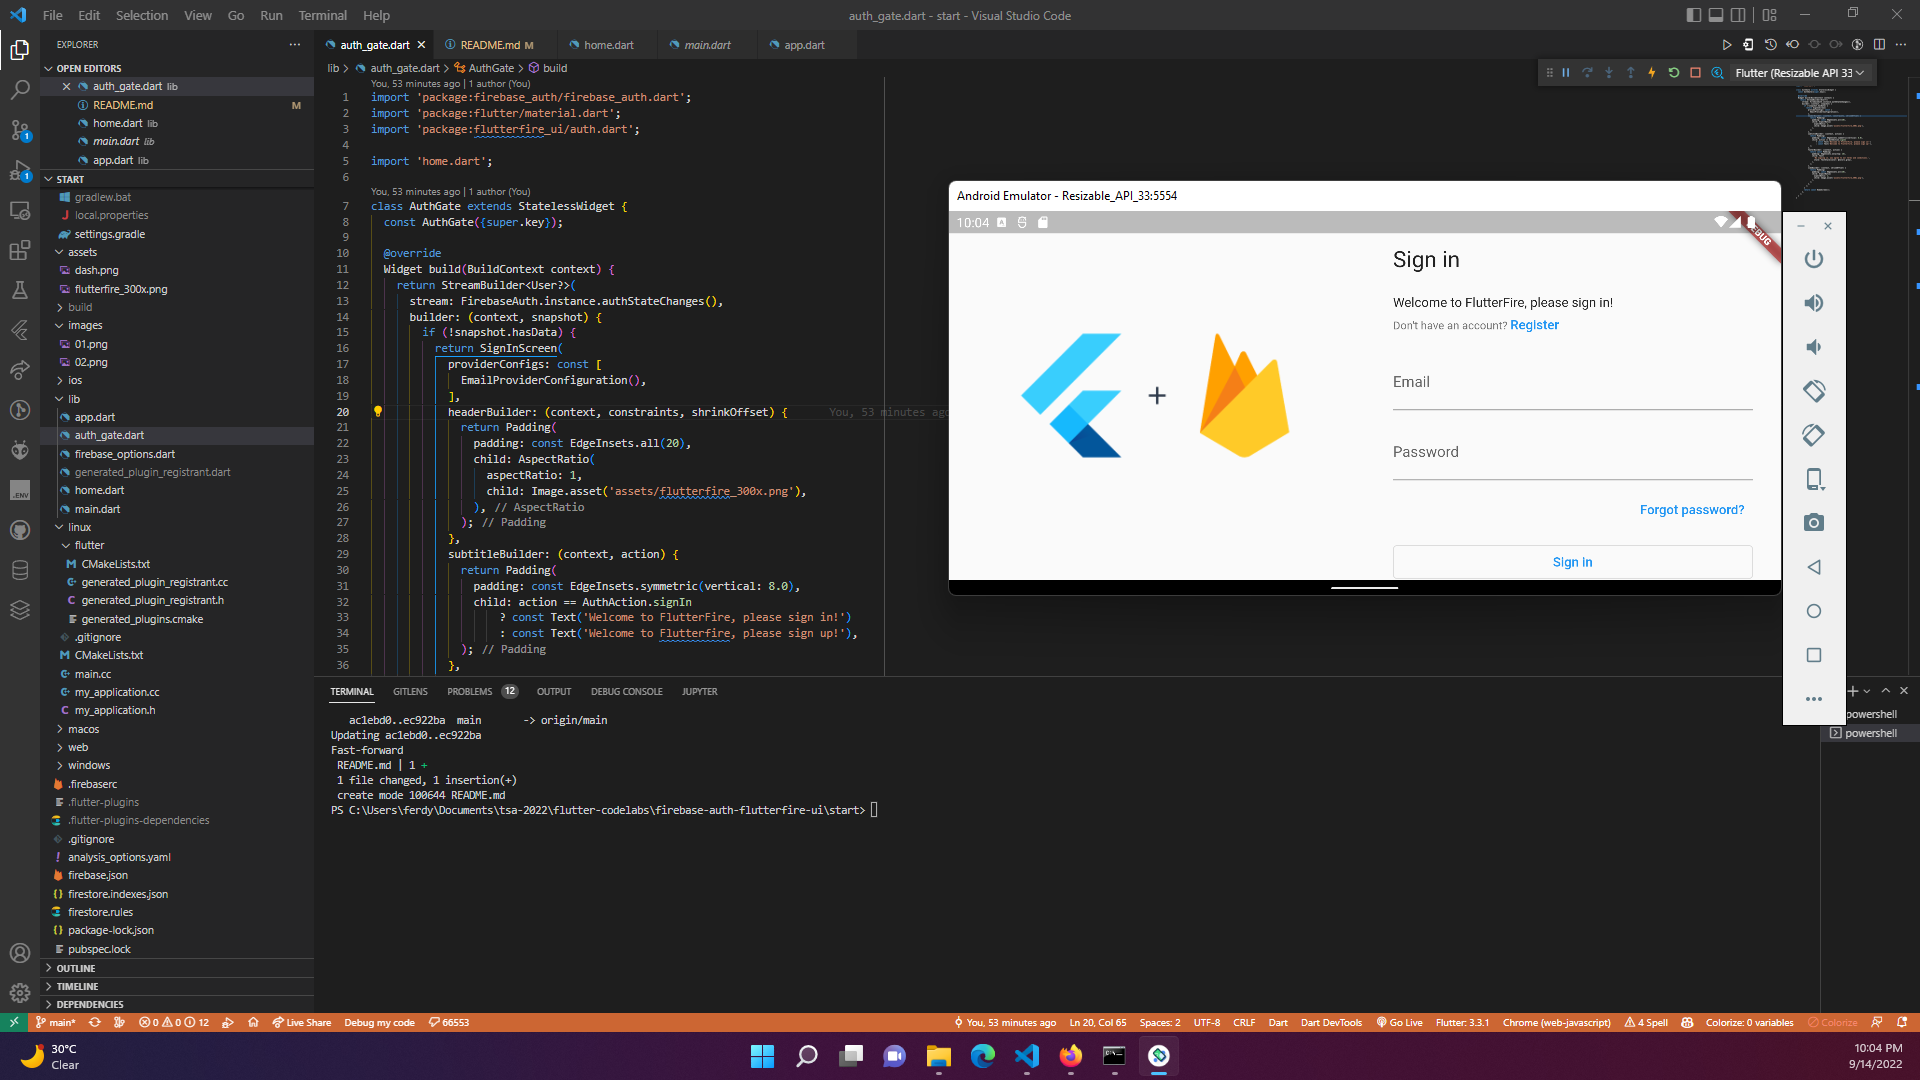 File Edit Selection View Go Run Terminal Help
auth_gate.dart - start - Visual Studio Code
EXPLORER
OPEN EDITORS
auth_gate.dart lib
README.md M
home.dart lib
main.dart lib
app.dart lib
START
gradlew.bat
local.properties
settings.gradle
assets
dash.png
flutterfire_300x.png
build
images
01.png
02.png
ios
lib
app.dart
auth_gate.dart
firebase_options.dart
generated_plugin_registrant.dart
home.dart
main.dart
linux
flutter
CMakeLists.txt
generated_plugin_registrant.cc
generated_plugin_registrant.h
generated_plugins.cmake
.gitignore
CMakeLists.txt
main.cc
my_application.cc
my_application.h
macos
web
windows
.firebaserc
.flutter-plugins
.flutter-plugins-dependencies
.gitignore
analysis_options.yaml
firebase.json
firestore.indexes.json
firestore.rules
package-lock.json
pubspec.lock
OUTLINE
TIMELINE
DEPENDENCIES
auth_gate.dart README.md M home.dart main.dart app.dart
lib > auth_gate.dart > AuthGate > build
Flutter (Resizable API 33
You, 53 minutes ago | 1 author (You)
1 import 'package:firebase_auth/firebase_auth.dart';
2 import 'package:flutter/material.dart';
3 import 'package:flutterfire_ui/auth.dart';
4
5 import 'home.dart';
6
You, 53 minutes ago | 1 author (You)
7 class AuthGate extends StatelessWidget {
8 const AuthGate({super.key});
9
10 @override
11 Widget build(BuildContext context) {
12 return StreamBuilder<User?>(
13 stream: FirebaseAuth.instance.authStateChanges(),
14 builder: (context, snapshot) {
15 if (!snapshot.hasData) {
16 return SignInScreen(
17 providerConfigs: const [
18 EmailProviderConfiguration(),
19 ],
20 headerBuilder: (context, constraints, shrinkOffset) { You, 53 minutes ago
21 return Padding(
22 padding: const EdgeInsets.all(20),
23 child: AspectRatio(
24 aspectRatio: 1,
25 child: Image.asset('assets/flutterfire_300x.png'),
26 ), // AspectRatio
27 ); // Padding
28 },
29 subtitleBuilder: (context, action) {
30 return Padding(
31 padding: const EdgeInsets.symmetric(vertical: 8.0),
32 child: action == AuthAction.signIn
33 ? const Text('Welcome to FlutterFire, please sign in!')
34 : const Text('Welcome to Flutterfire, please sign up!'),
35 ); // Padding
36 },
Android Emulator - Resizable_API_33:5554
10:04
DEBUG
Sign in
Welcome to FlutterFire, please sign in!
Don't have an account? Register
+
Email
Password
Forgot password?
Sign in
TERMINAL GITLENS PROBLEMS 12 OUTPUT DEBUG CONSOLE JUPYTER
ac1ebd0..ec922ba main -> origin/main
Updating ac1ebd0..ec922ba
Fast-forward
README.md | 1 +
1 file changed, 1 insertion(+)
create mode 100644 README.md
PS C:\Users\ferdy\Documents\tsa-2022\flutter-codelabs\firebase-auth-flutterfire-ui\start>
powershell
powershell
main* 0 0 12 Live Share Debug my code 66553
You, 53 minutes ago Ln 20, Col 65 Spaces: 2 UTF-8 CRLF Dart Dart DevTools Go Live Flutter: 3.3.1 Chrome (web-javascript) 4 Spell Colorize: 0 variables Colorize
30°C
Clear
10:04 PM
9/14/2022